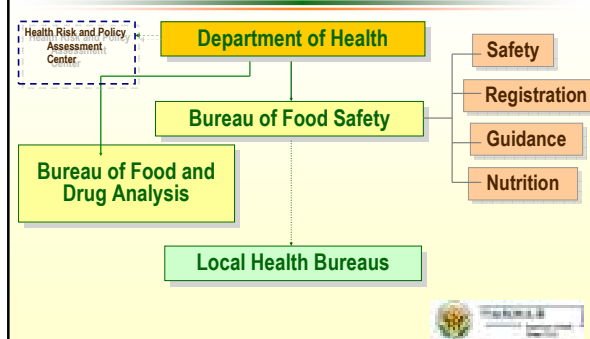 Health Risk and Policy
Assessment
Center
Department of Health
Safety
Registration
Bureau of Food Safety
Guidance
Bureau of Food and
Drug Analysis
Nutrition
Local Health Bureaus